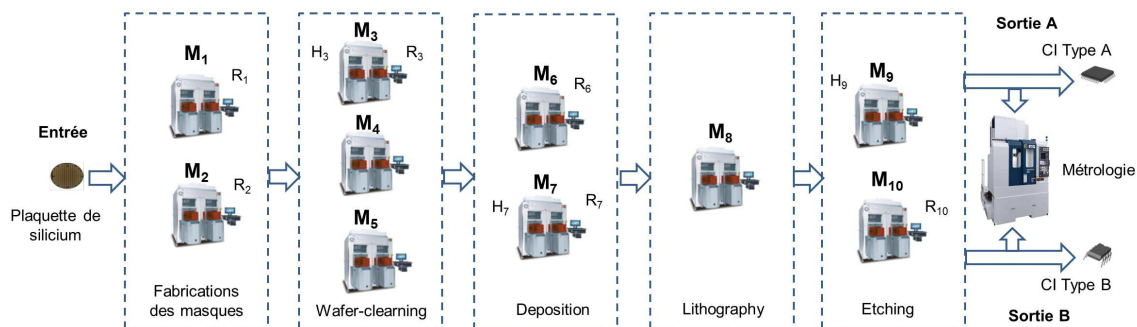 Entrée
Plaquette de
silicium
M1
R1
M2
R2
Fabrications
des masques
H3
M3
R3
M4
M5
Wafer-clearning
M6
R6
H7
M7
R7
Deposition
M8
Lithography
H9
M9
M10
R10
Etching
Sortie A
CI Type A
Métrologie
CI Type B
Sortie B